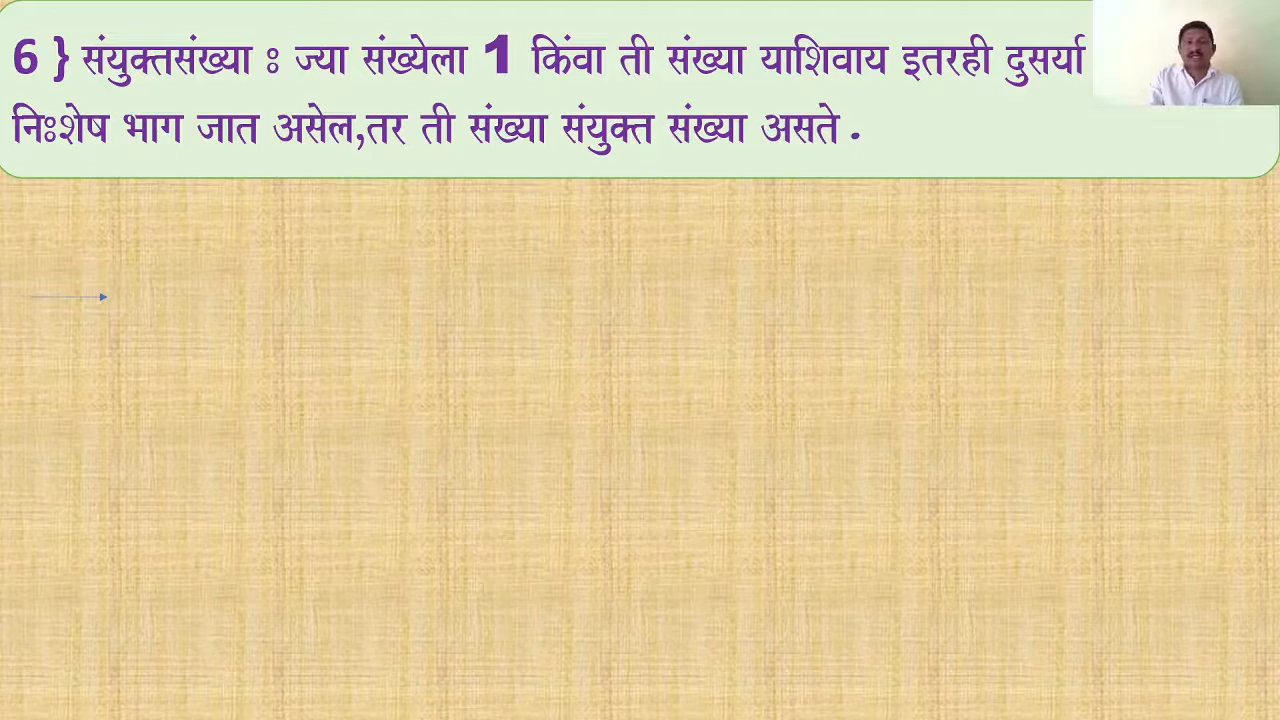 6 } संयुक्तसंख्या ः ज्या संख्येला 1 किंवा ती संख्या याशिवाय इतरही दुसर्या
निःशेष भाग जात असेल,तर ती संख्या संयुक्त संख्या असते .